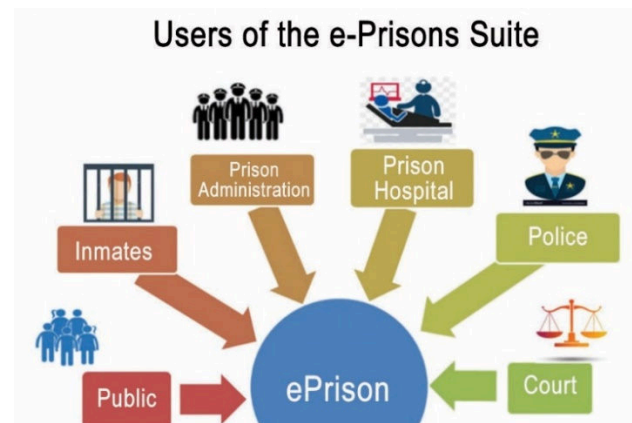 Users of the e-Prisons Suite
Prison
Administration
Prison
Hospital
Inmates
Police
Public
ePrison
Court